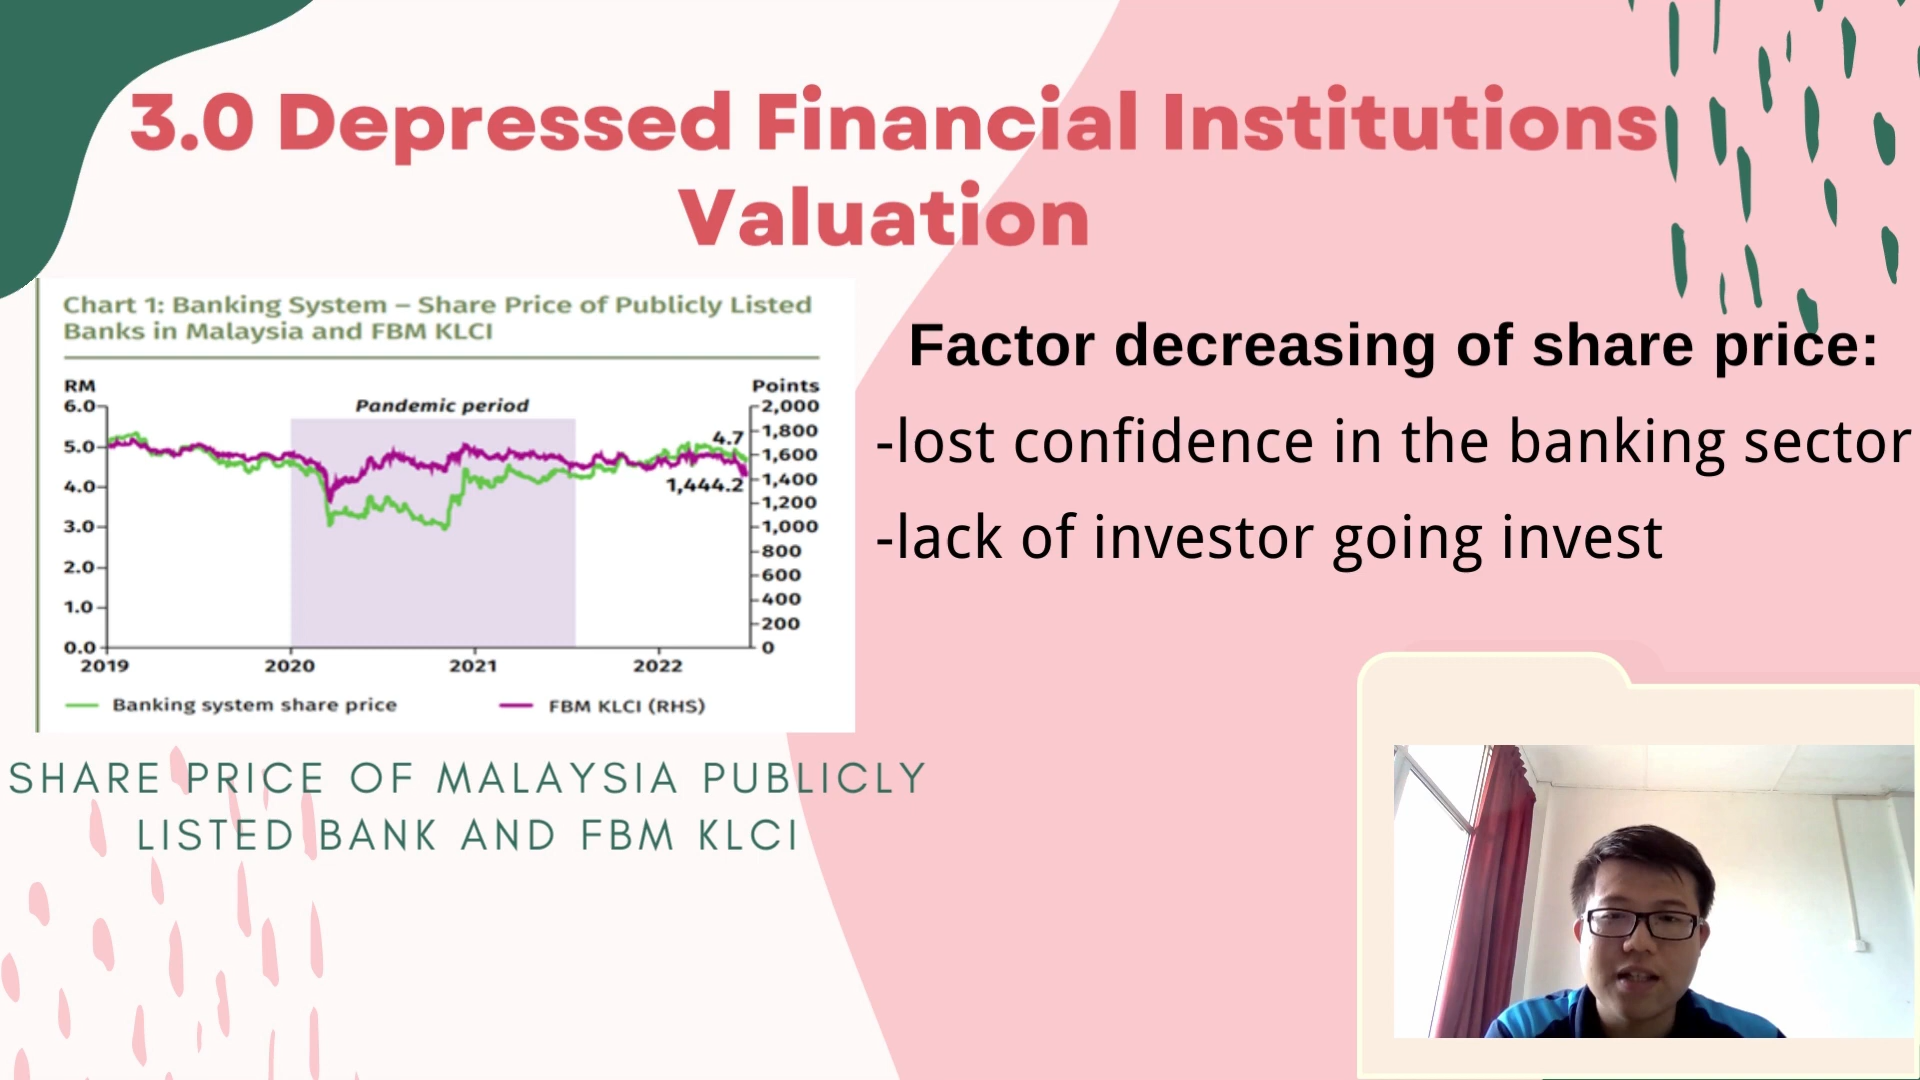 3.0 Depressed Financial Institutions
Valuation
Chart 1: Banking System – Share Price of Publicly Listed
Banks in Malaysia and FBM KLCI
RM
Points
Pandemic period
6.0
5.0
4.0
3.0
2.0
1.0
0.0
2,000
1,800
1,600
1,400
1,200
1,000
800
600
400
200
0
4.7
1,444.2
2019 2020 2021 2022
Banking system share price FBM KLCI (RHS)
SHARE PRICE OF MALAYSIA PUBLICLY
LISTED BANK AND FBM KLCI
Factor decreasing of share price:
-lost confidence in the banking sector
-lack of investor going invest